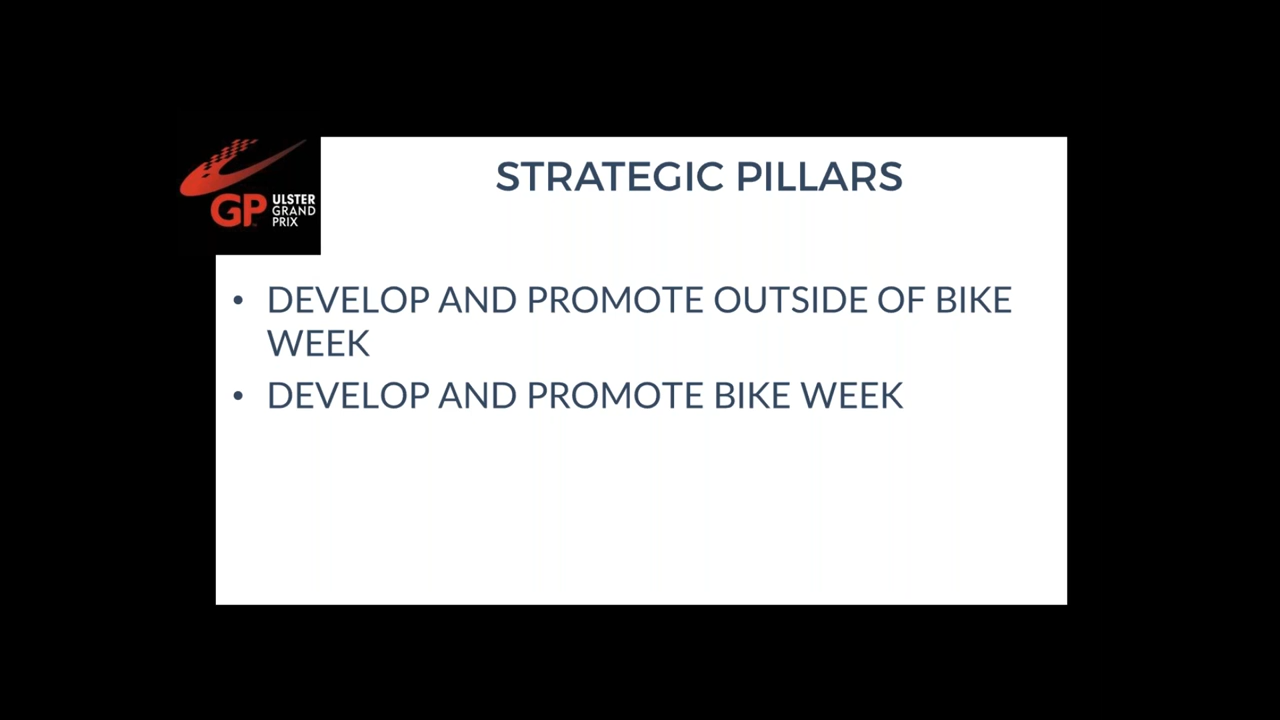 STRATEGIC PILLARS
GP ULSTER
GRAND
PRIX
• DEVELOP AND PROMOTE OUTSIDE OF BIKE
WEEK
• DEVELOP AND PROMOTE BIKE WEEK